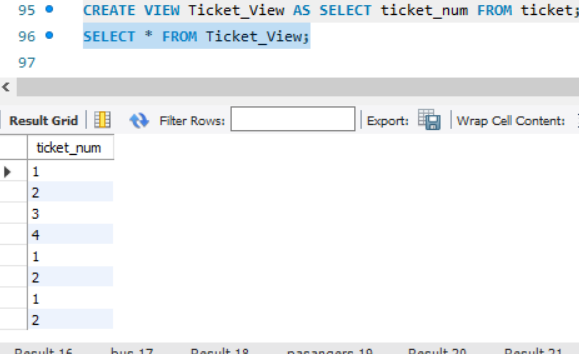 95 CREATE VIEW Ticket_View AS SELECT ticket_num FROM ticket;
96 SELECT * FROM Ticket_View;
97
Result Grid Filter Rows: Export: Wrap Cell Content:
ticket_num
1
2
3
4
1
2
1
2
Result 16 bus 17 Result 18 pasangers 19 Result 20 Result 21